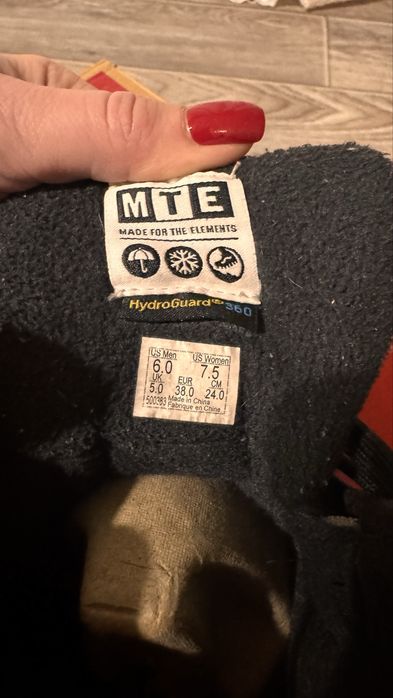 MTE
MADE FOR THE ELEMENTS
HydroGuard®360
US Men US Women
6.0 7.5
UK EUR CM
5.0 38.0 24.0
500383 Made in China
Fabriqué en Chine